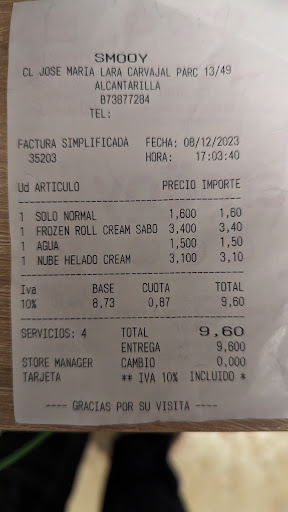 SMOOY
CL JOSE MARIA LARA CARVAJAL PARC 13/49
ALCANTARILLA
B73877284
TEL:
FACTURA SIMPLIFICADA FECHA: 08/12/2023
35203 HORA: 17:03:40
Ud ARTICULO PRECIO IMPORTE
1 SOLO NORMAL 1,600 1,60
1 FROZEN ROLL CREAM SABO 3,400 3,40
1 AGUA 1,500 1,50
1 NUBE HELADO CREAM 3,100 3,10
Iva BASE CUOTA TOTAL
10% 8,73 0,87 9,60
SERVICIOS: 4 TOTAL 9,60
ENTREGA 9,600
STORE MANAGER CAMBIO 0,000
TARJETA ** IVA 10% INCLUIDO *
---- GRACIAS POR SU VISITA ----